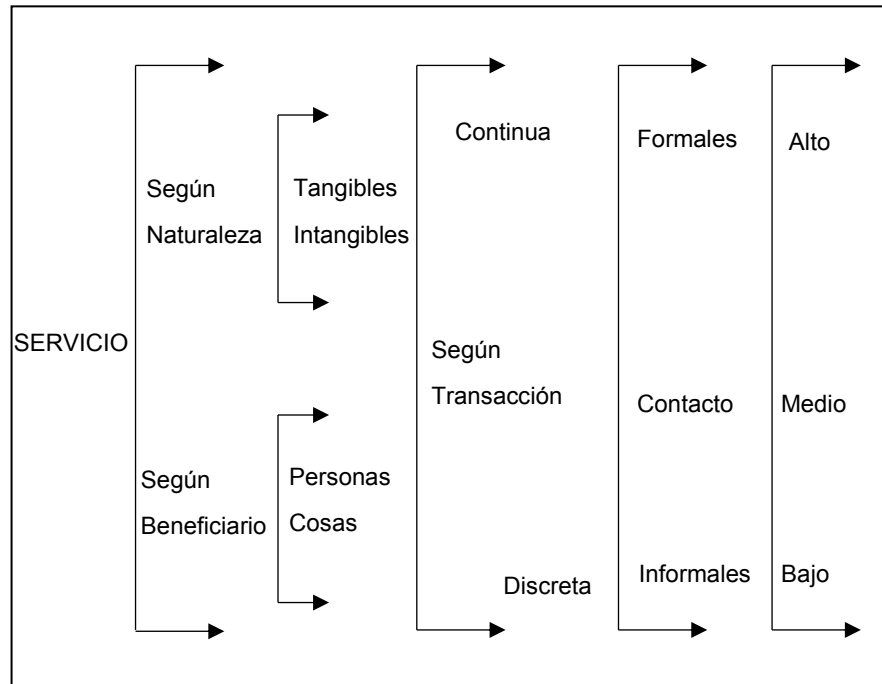 SERVICIO
Según
Naturaleza
Según
Beneficiario
Tangibles
Intangibles
Personas
Cosas
Continua
Según
Transacción
Discreta
Formales
Contacto
Informales
Alto
Medio
Bajo